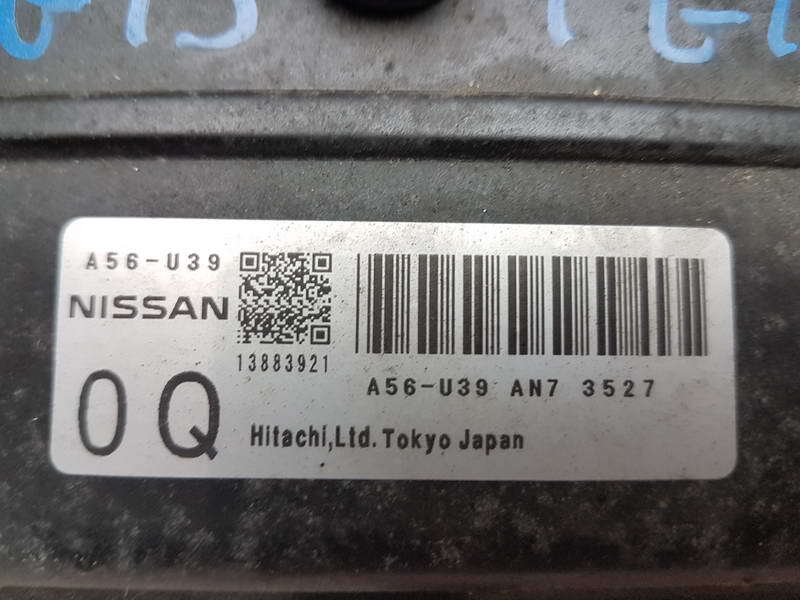 A56-U39
NISSAN
13883921
0Q
A56-U39 AN7 3527
Hitachi,Ltd. Tokyo Japan